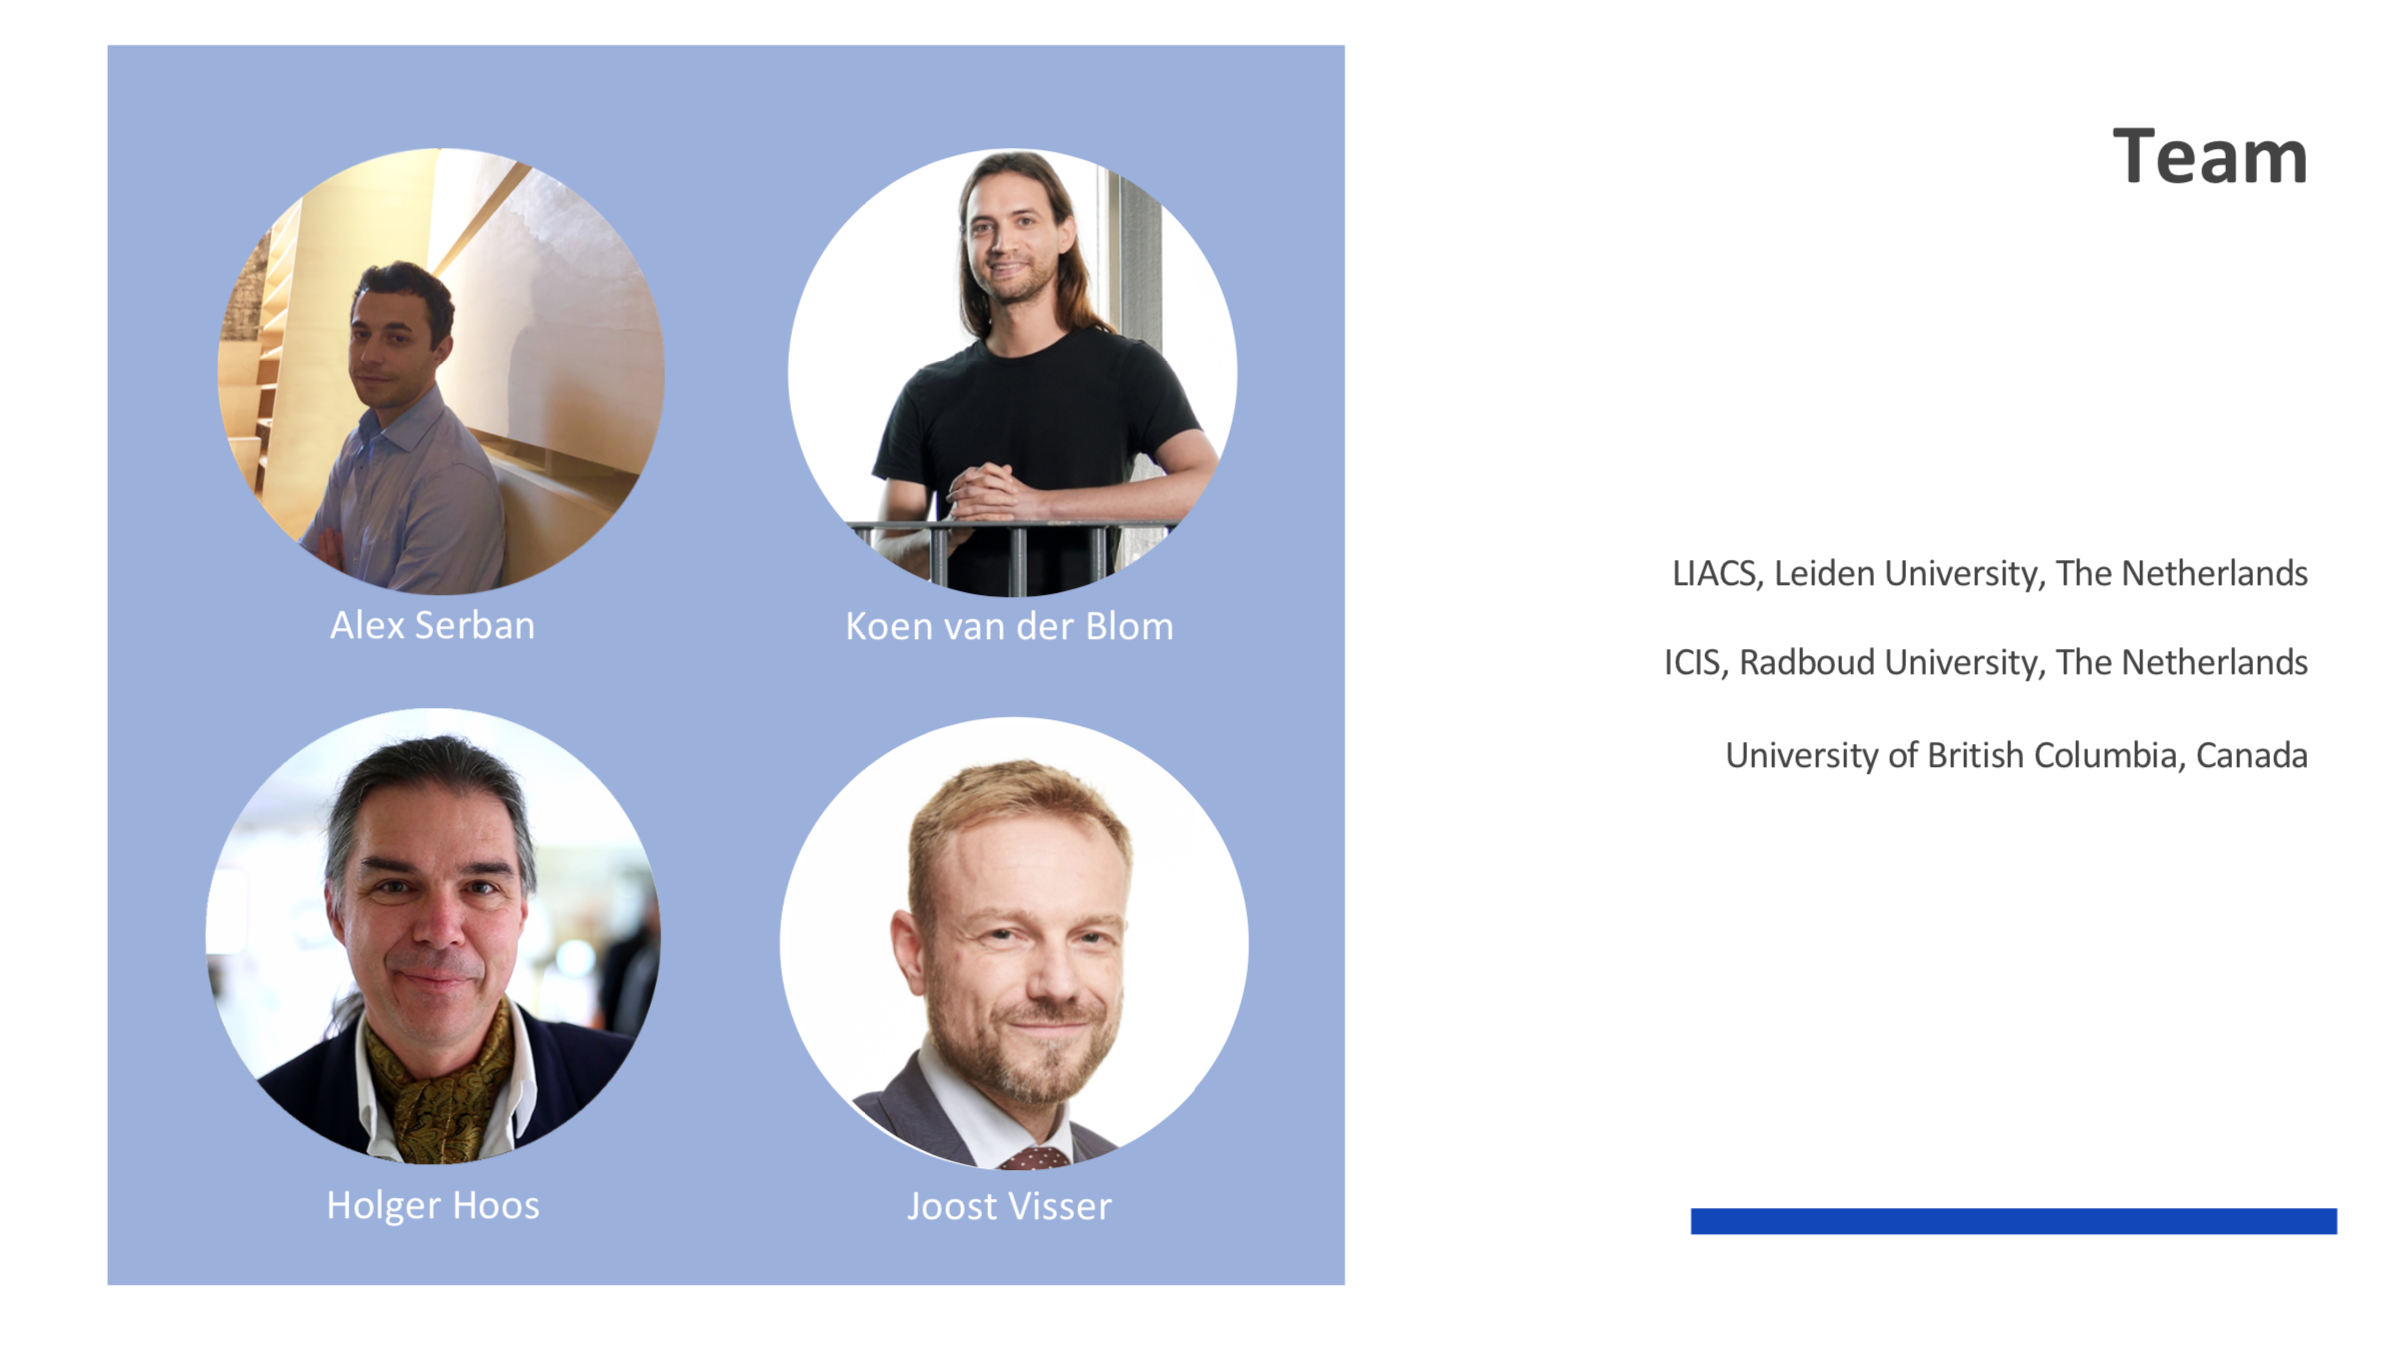 Team
Alex Serban
Koen van der Blom
Holger Hoos
Joost Visser
LIACS, Leiden University, The Netherlands
ICIS, Radboud University, The Netherlands
University of British Columbia, Canada